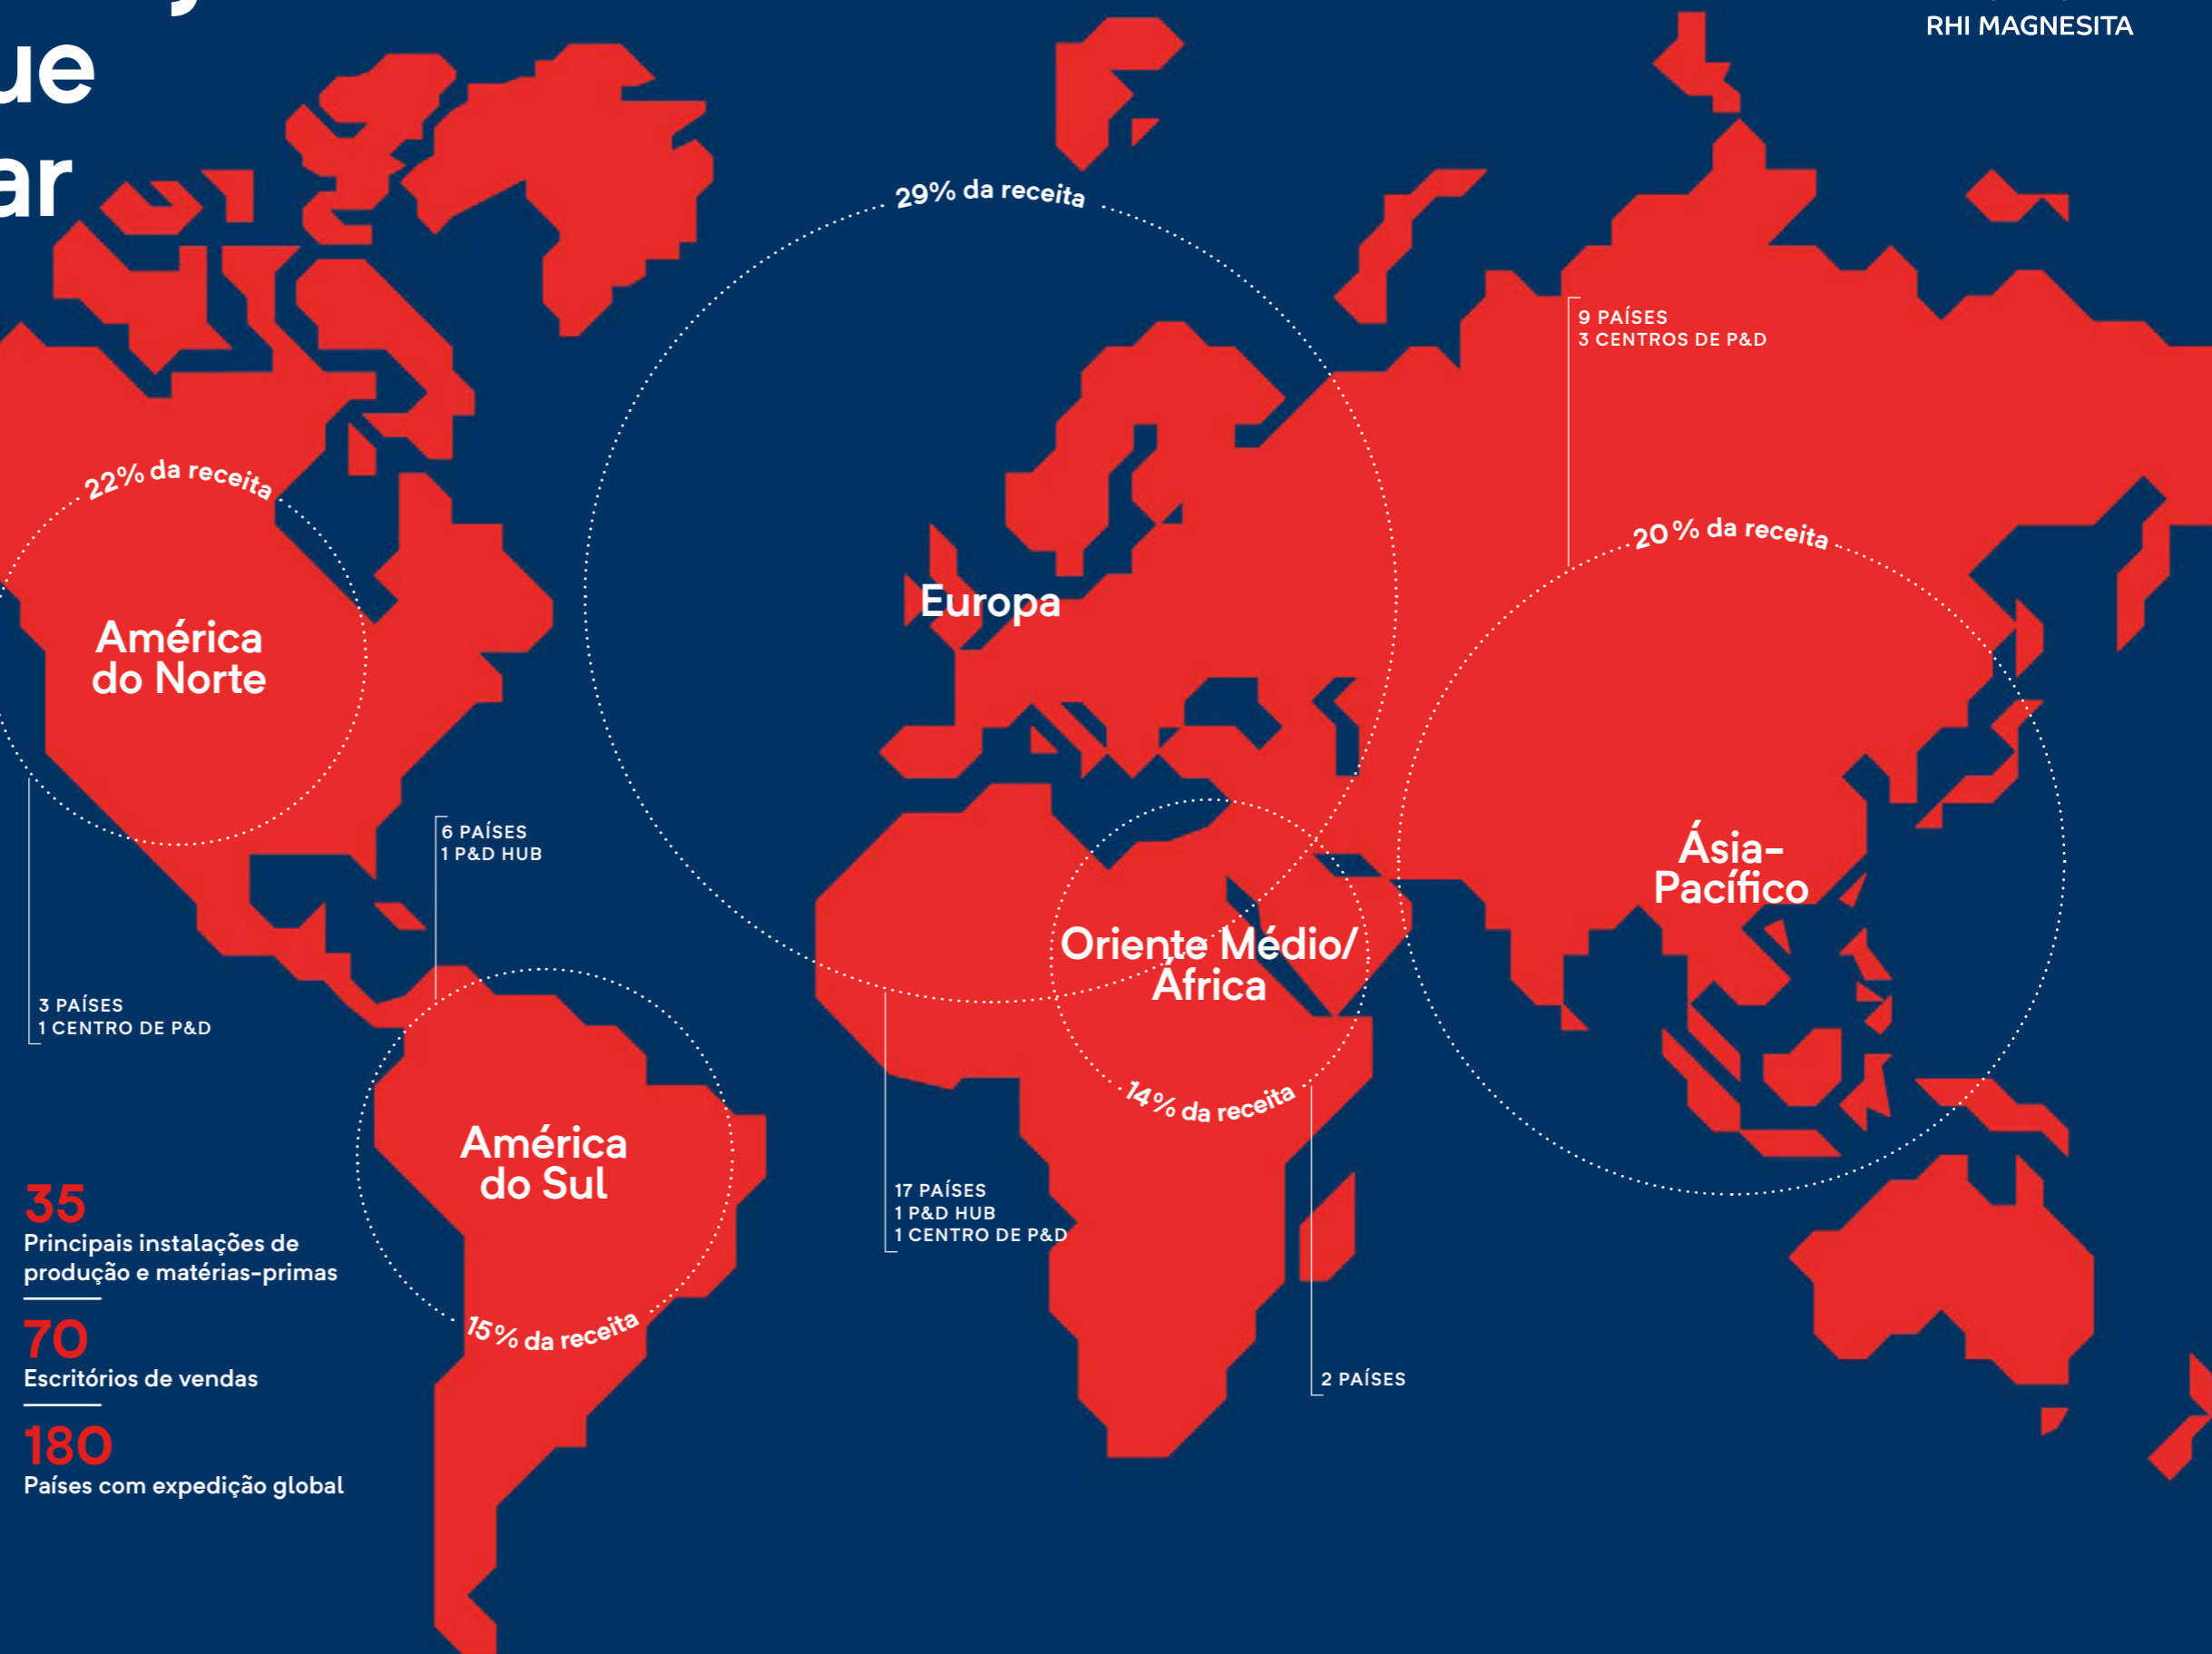 ue
ar
RHI MAGNESITA
29% da receita
9 PAÍSES
3 CENTROS DE P&D
22% da receita
20% da receita
Europa
América
do Norte
6 PAÍSES
1 P&D HUB
Ásia-
Pacífico
Oriente Médio/
África
3 PAÍSES
1 CENTRO DE P&D
14% da receita
América
do Sul
17 PAÍSES
1 P&D HUB
1 CENTRO DE P&D
15% da receita
2 PAÍSES
35
Principais instalações de
produção e matérias-primas
70
Escritórios de vendas
180
Países com expedição global